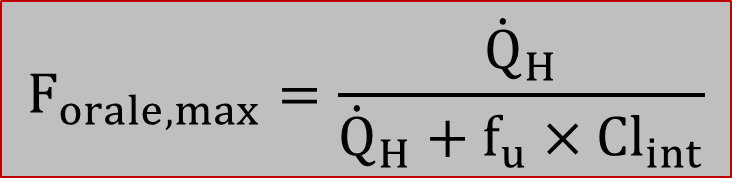 F_orale,max = Q̇_H / (Q̇_H + f_u × Cl_int)